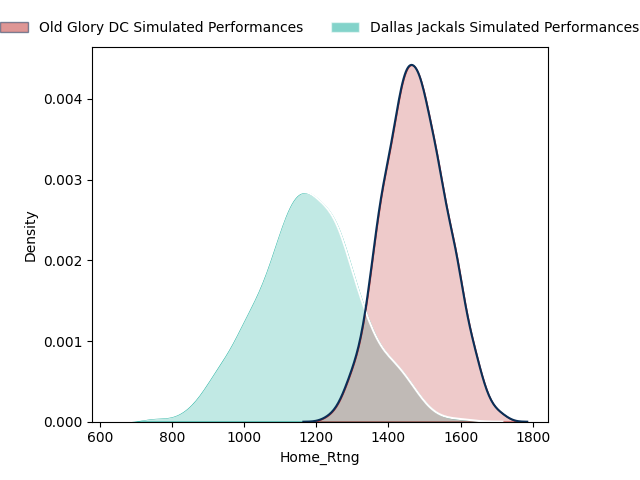 Old Glory DC Simulated Performances Dallas Jackals Simulated Performances
0.004
0.003
0.002
0.001
0.000
Density
600 800 1000 1200 1400 1600 1800
Home_Rtng